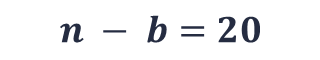 n − b = 20